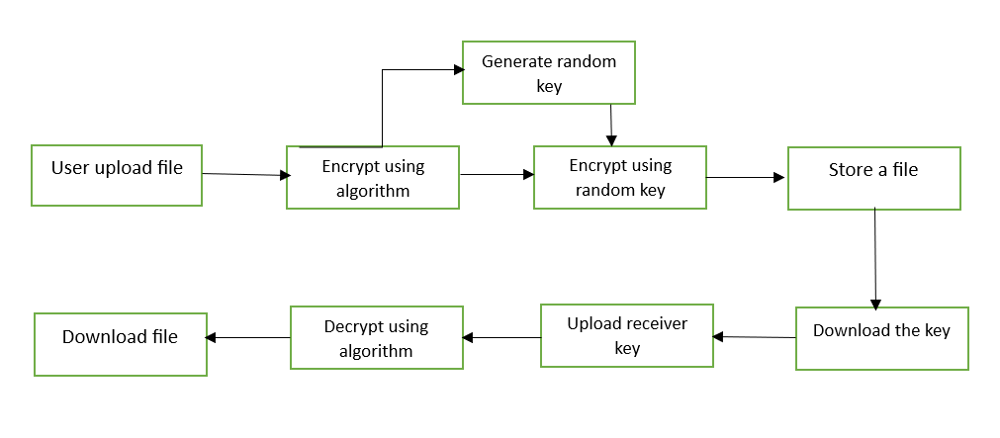 Generate random
key
User upload file
Encrypt using
algorithm
Encrypt using
random key
Store a file
Download file
Decrypt using
algorithm
Upload receiver
key
Download the key